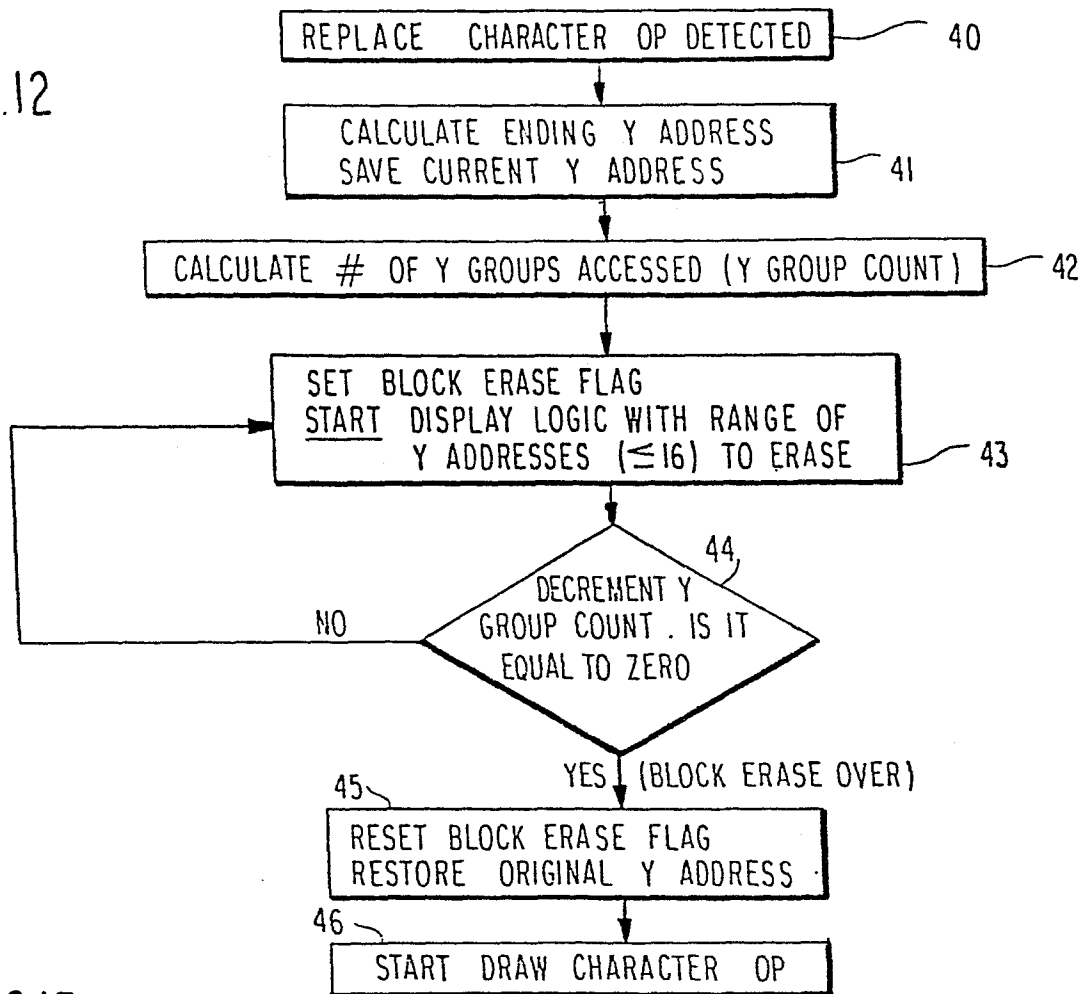 .12
REPLACE CHARACTER OP DETECTED
40
CALCULATE ENDING Y ADDRESS
SAVE CURRENT Y ADDRESS
41
CALCULATE # OF Y GROUPS ACCESSED (Y GROUP COUNT)
42
SET BLOCK ERASE FLAG
START DISPLAY LOGIC WITH RANGE OF
Y ADDRESSES (≦16) TO ERASE
43
44
DECREMENT Y
GROUP COUNT. IS IT
EQUAL TO ZERO
NO
YES (BLOCK ERASE OVER)
45
RESET BLOCK ERASE FLAG
RESTORE ORIGINAL Y ADDRESS
46
START DRAW CHARACTER OP